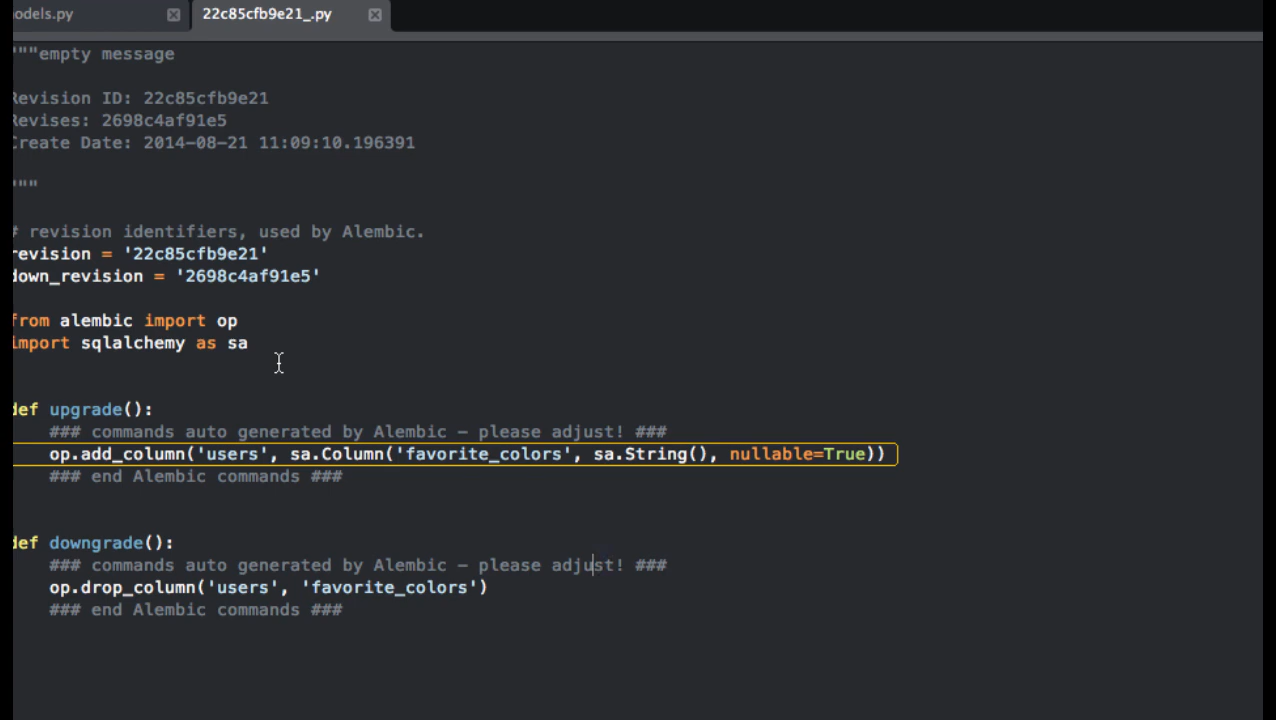 odels.py 22c85cfb9e21_.py
"""empty message
Revision ID: 22c85cfb9e21
Revises: 2698c4af91e5
Create Date: 2014-08-21 11:09:10.196391
"""
# revision identifiers, used by Alembic.
revision = '22c85cfb9e21'
down_revision = '2698c4af91e5'
from alembic import op
import sqlalchemy as sa
def upgrade():
### commands auto generated by Alembic - please adjust! ###
op.add_column('users', sa.Column('favorite_colors', sa.String(), nullable=True))
### end Alembic commands ###
def downgrade():
### commands auto generated by Alembic - please adjust! ###
op.drop_column('users', 'favorite_colors')
### end Alembic commands ###